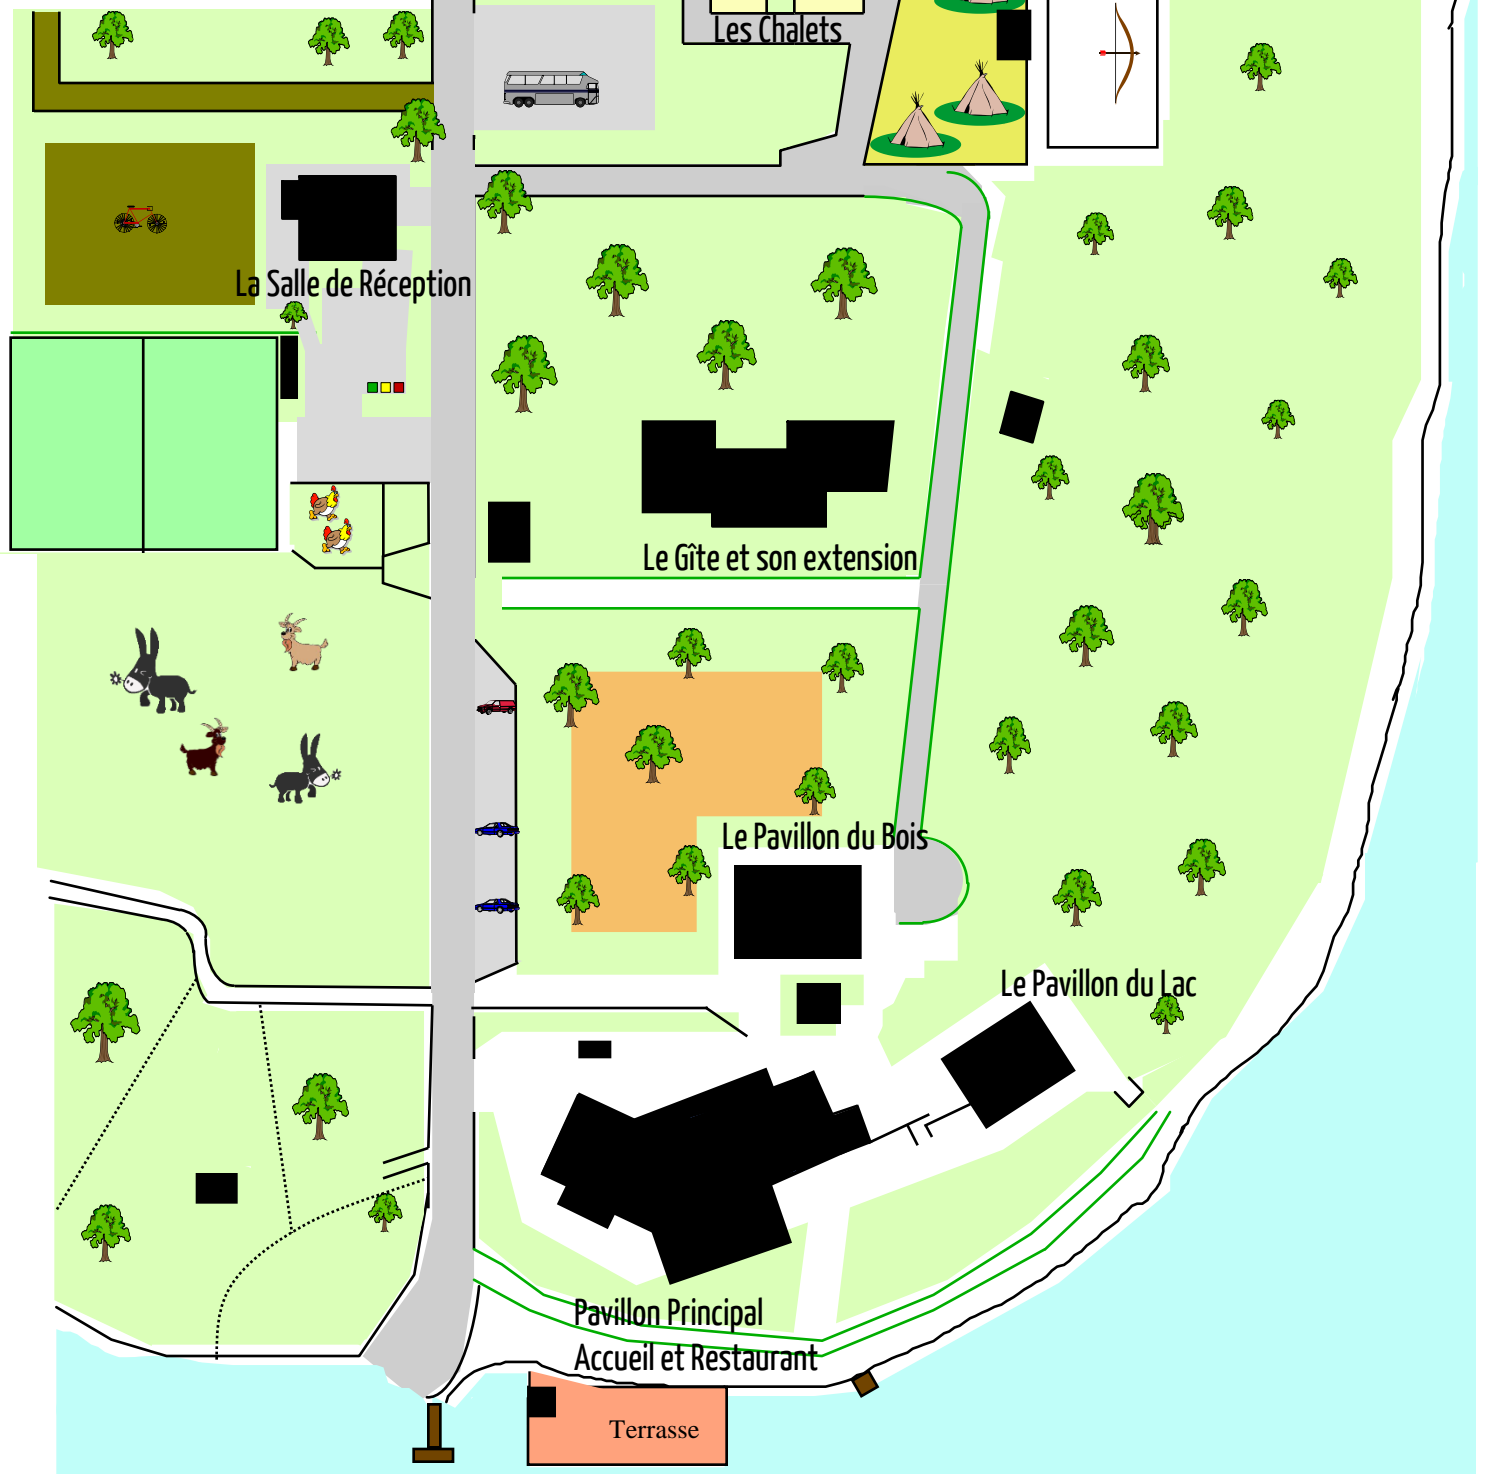 Les Chalets
La Salle de Réception
Le Gîte et son extension
Le Pavillon du Bois
Le Pavillon du Lac
Pavillon Principal
Accueil et Restaurant
Terrasse